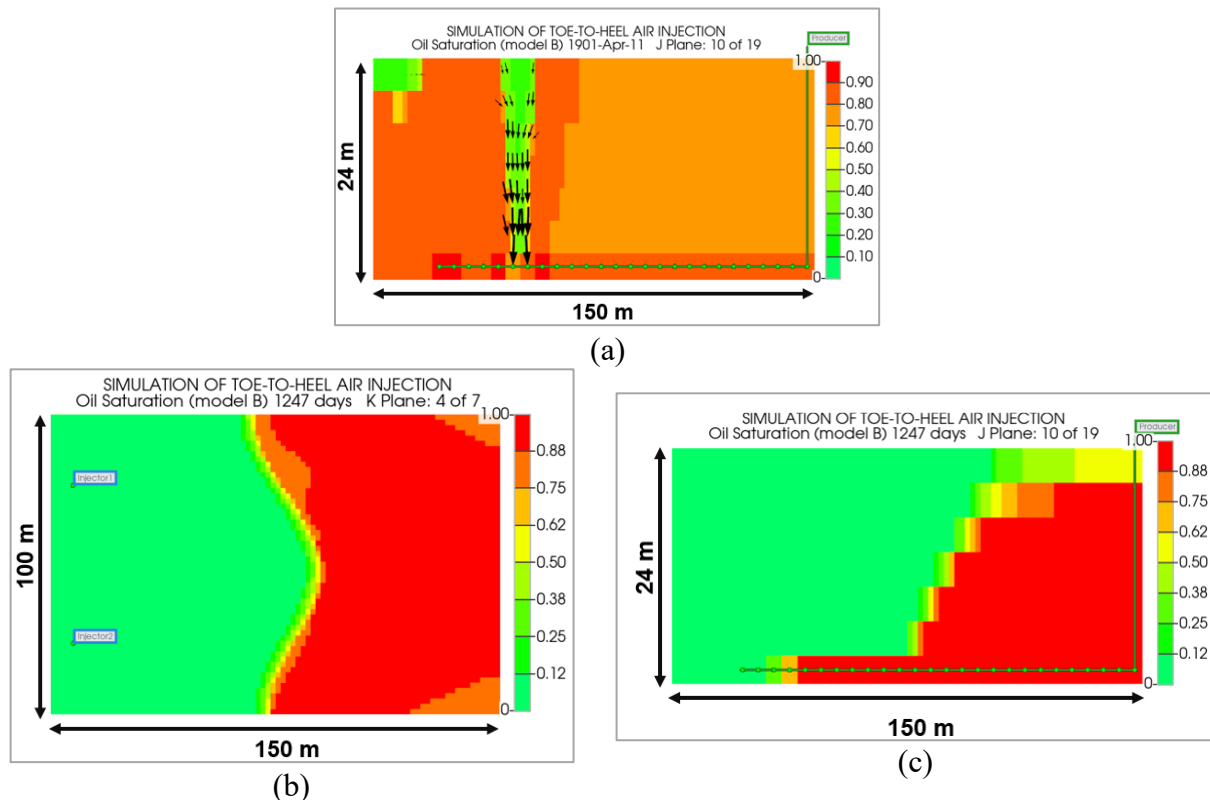 SIMULATION OF TOE-TO-HEEL AIR INJECTION
Oil Saturation (model B) 1901-Apr-11 J Plane: 10 of 19
Producer
1.00
0.90
0.80
0.70
0.60
0.50
0.40
0.30
0.20
0.10
0
24 m
150 m
(a)
SIMULATION OF TOE-TO-HEEL AIR INJECTION
Oil Saturation (model B) 1247 days K Plane: 4 of 7
1.00
0.88
0.75
0.62
0.50
0.38
0.25
0.12
0
Injector1
Injector2
100 m
150 m
(b)
SIMULATION OF TOE-TO-HEEL AIR INJECTION
Oil Saturation (model B) 1247 days J Plane: 10 of 19
Producer
1.00
0.88
0.75
0.62
0.50
0.38
0.25
0.12
0
24 m
150 m
(c)